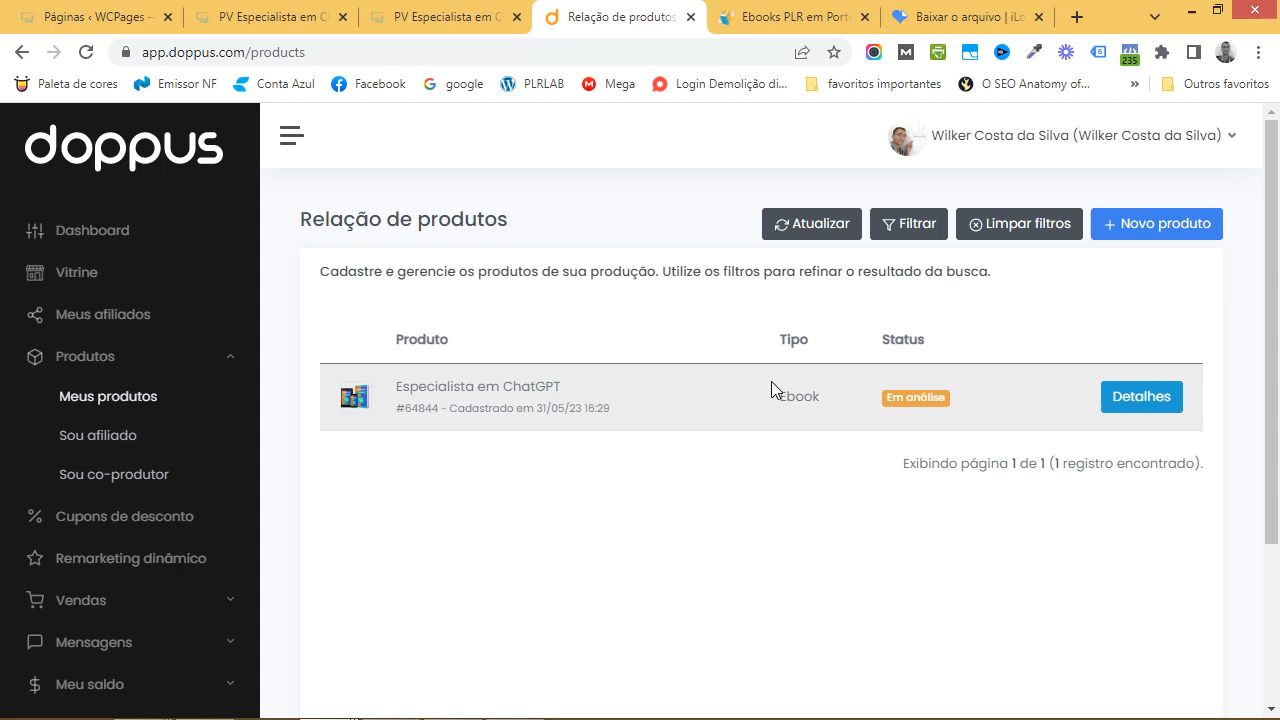 Páginas ‹ WCPages –
PV Especialista em C
PV Especialista em C
Relação de produtos
Ebooks PLR em Port
Baixar o arquivo | iLo
app.doppus.com/products
235
Paleta de cores
Emissor NF
Conta Azul
Facebook
google
PLRLAB
Mega
Login Demolição di...
favoritos importantes
O SEO Anatomy of...
»
Outros favoritos
doppus
Wilker Costa da Silva (Wilker Costa da Silva)
Dashboard
Vitrine
Meus afiliados
Produtos
Meus produtos
Sou afiliado
Sou co-produtor
Cupons de desconto
Remarketing dinâmico
Vendas
Mensagens
Meu saldo
Relação de produtos
Atualizar
Filtrar
Limpar filtros
+ Novo produto
Cadastre e gerencie os produtos de sua produção. Utilize os filtros para refinar o resultado da busca.
Produto Tipo Status
Especialista em ChatGPT
#64844 - Cadastrado em 31/05/23 16:29
Ebook
Em análise
Detalhes
Exibindo página 1 de 1 (1 registro encontrado).